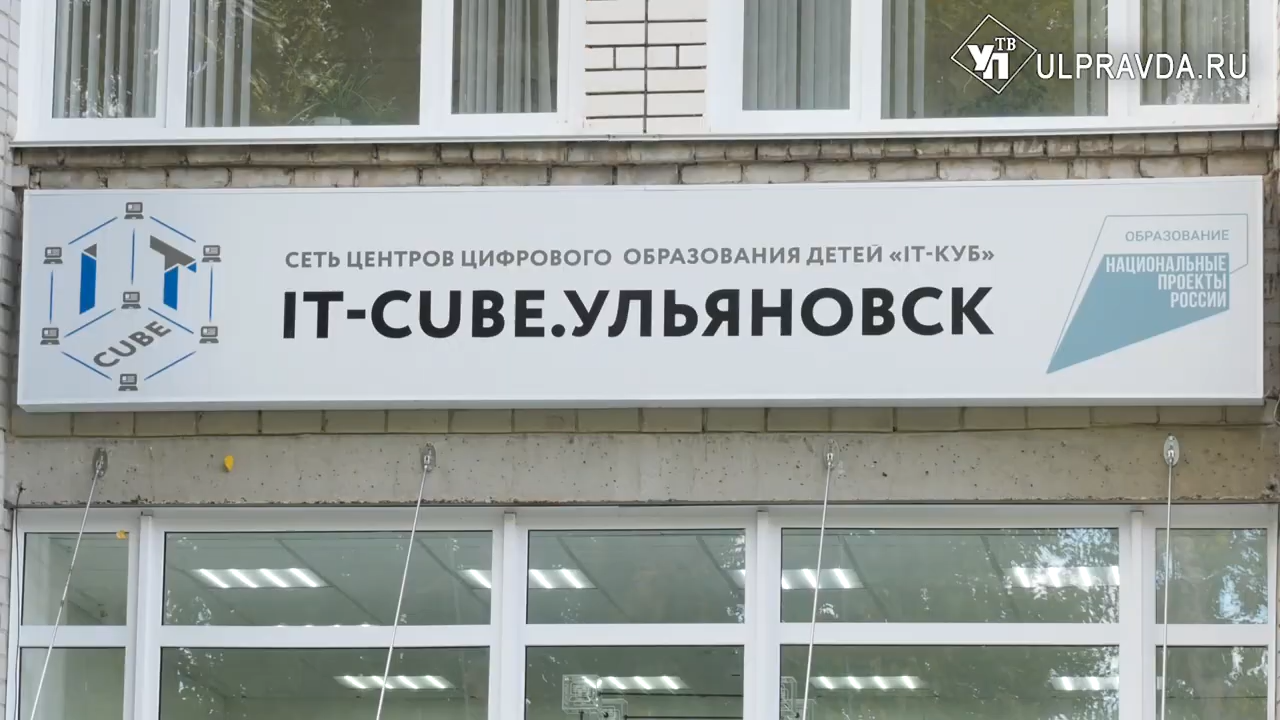 УП ТВ ULPRAVDA.RU
IT
CUBE
СЕТЬ ЦЕНТРОВ ЦИФРОВОГО ОБРАЗОВАНИЯ ДЕТЕЙ «IT-КУБ»
IT-CUBE.УЛЬЯНОВСК
ОБРАЗОВАНИЕ
НАЦИОНАЛЬНЫЕ
ПРОЕКТЫ
РОССИИ